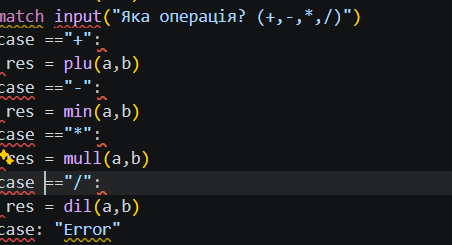 match input("Яка операція? (+,-,*,/)")
case =="+":
res = plu(a,b)
case =="-":
res = min(a,b)
case =="*":
res = mull(a,b)
case =="/":
res = dil(a,b)
case: "Error"